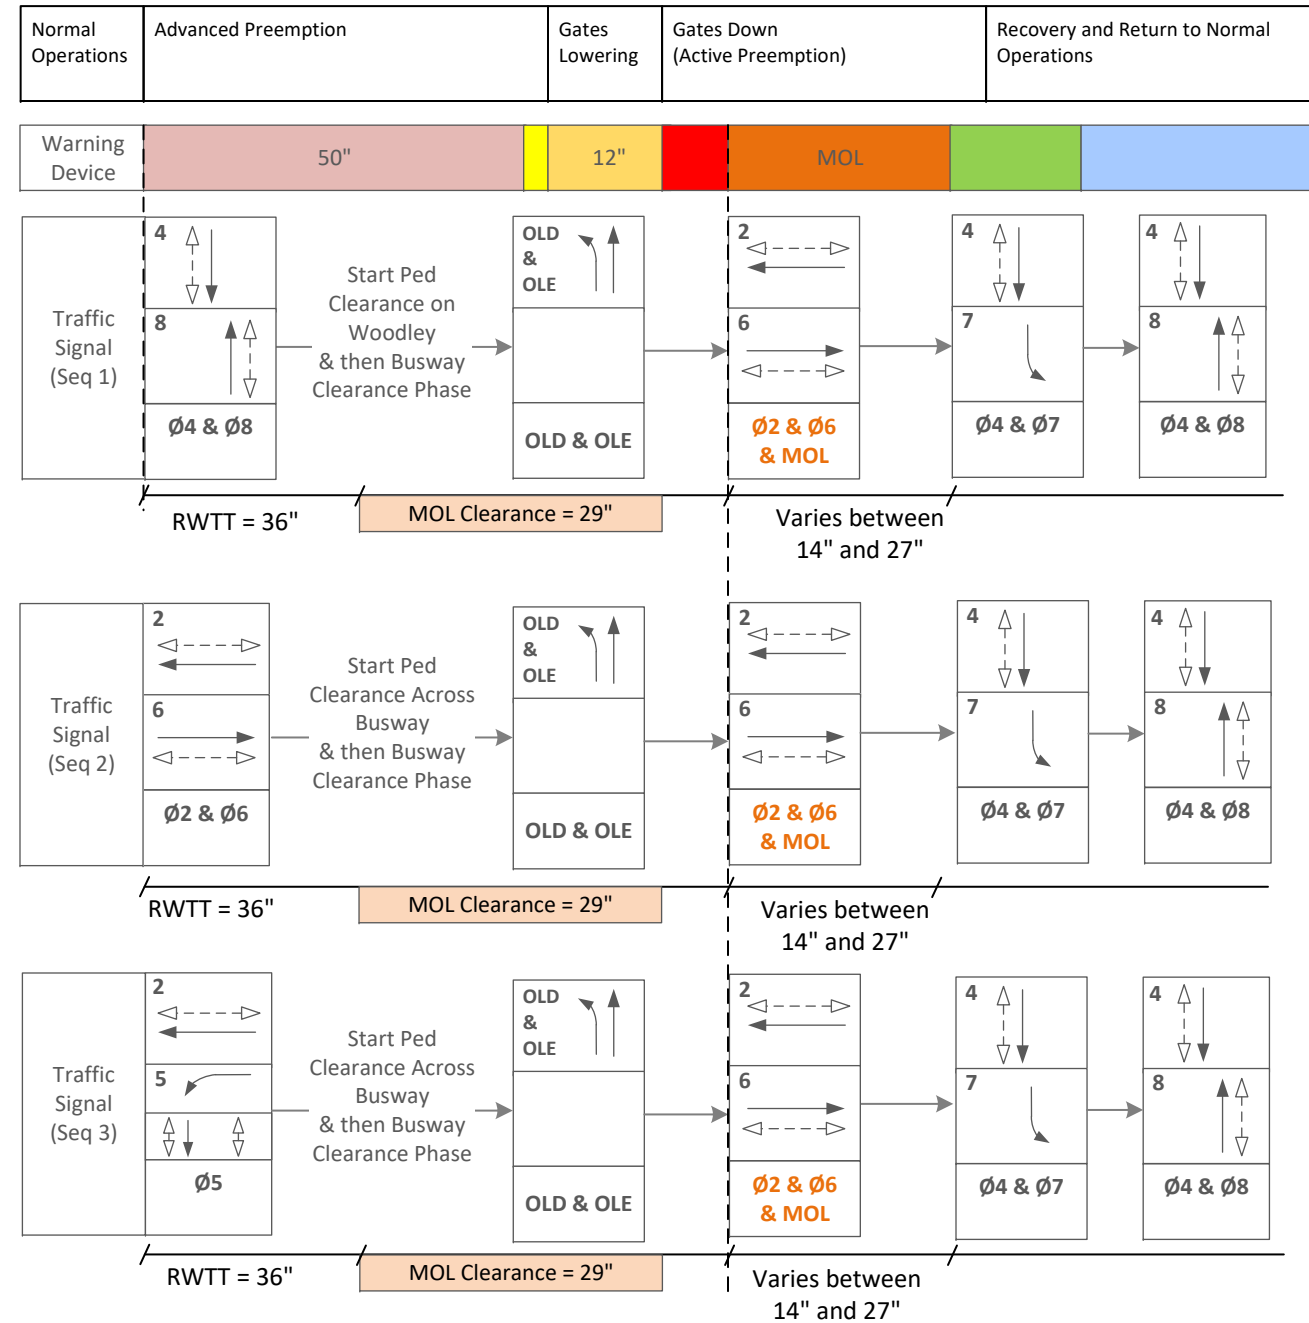 Normal
Operations
Advanced Preemption
Gates
Lowering
Gates Down
(Active Preemption)
Recovery and Return to Normal
Operations
Warning
Device
50"
12"
MOL
Traffic
Signal
(Seq 1)
4
8
Ø4 & Ø8
Start Ped
Clearance on
Woodley
& then Busway
Clearance Phase
OLD
&
OLE
OLD & OLE
2
6
Ø2 & Ø6
& MOL
4
7
Ø4 & Ø7
4
8
Ø4 & Ø8
RWTT = 36"
MOL Clearance = 29"
Varies between
14" and 27"
Traffic
Signal
(Seq 2)
2
6
Ø2 & Ø6
Start Ped
Clearance Across
Busway
& then Busway
Clearance Phase
OLD
&
OLE
OLD & OLE
2
6
Ø2 & Ø6
& MOL
4
7
Ø4 & Ø7
4
8
Ø4 & Ø8
RWTT = 36"
MOL Clearance = 29"
Varies between
14" and 27"
Traffic
Signal
(Seq 3)
2
5
Ø5
Start Ped
Clearance Across
Busway
& then Busway
Clearance Phase
OLD
&
OLE
OLD & OLE
2
6
Ø2 & Ø6
& MOL
4
7
Ø4 & Ø7
4
8
Ø4 & Ø8
RWTT = 36"
MOL Clearance = 29"
Varies between
14" and 27"